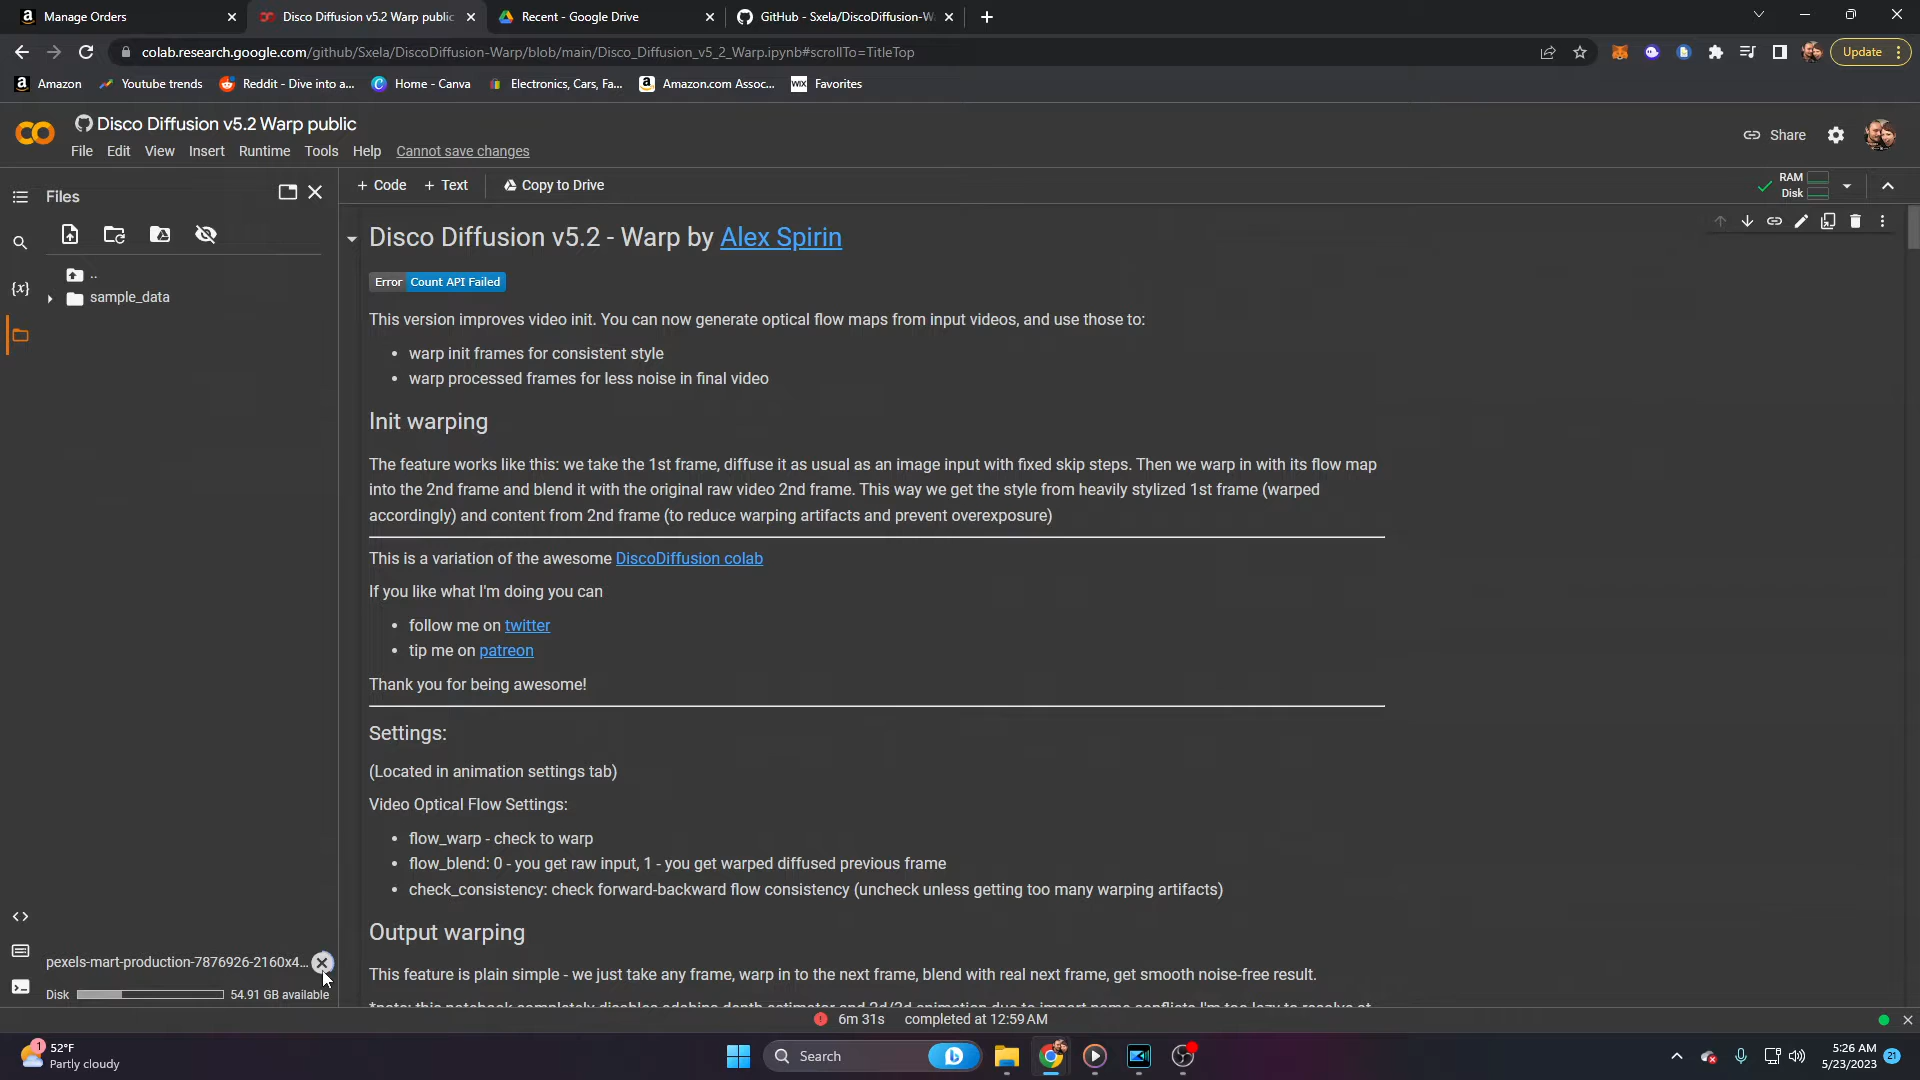 Manage Orders
Disco Diffusion v5.2 Warp public
Recent - Google Drive
GitHub - Sxela/DiscoDiffusion-W
colab.research.google.com/github/Sxela/DiscoDiffusion-Warp/blob/main/Disco_Diffusion_v5_2_Warp.ipynb#scrollTo=TitleTop
Update
Amazon Youtube trends Reddit - Dive into a... Home - Canva Electronics, Cars, Fa... Amazon.com Assoc... WIX Favorites
Disco Diffusion v5.2 Warp public
Share
File Edit View Insert Runtime Tools Help Cannot save changes
Files
+ Code + Text Copy to Drive
RAM
Disk
..
sample_data
{x}
Disco Diffusion v5.2 - Warp by Alex Spirin
Error Count API Failed
This version improves video init. You can now generate optical flow maps from input videos, and use those to:
• warp init frames for consistent style
• warp processed frames for less noise in final video
Init warping
The feature works like this: we take the 1st frame, diffuse it as usual as an image input with fixed skip steps. Then we warp in with its flow map
into the 2nd frame and blend it with the original raw video 2nd frame. This way we get the style from heavily stylized 1st frame (warped
accordingly) and content from 2nd frame (to reduce warping artifacts and prevent overexposure)
This is a variation of the awesome DiscoDiffusion colab
If you like what I'm doing you can
• follow me on twitter
• tip me on patreon
Thank you for being awesome!
Settings:
(Located in animation settings tab)
Video Optical Flow Settings:
• flow_warp - check to warp
• flow_blend: 0 - you get raw input, 1 - you get warped diffused previous frame
• check_consistency: check forward-backward flow consistency (uncheck unless getting too many warping artifacts)
Output warping
This feature is plain simple - we just take any frame, warp in to the next frame, blend with real next frame, get smooth noise-free result.
pexels-mart-production-7876926-2160x4...
Disk 54.91 GB available
6m 31s completed at 12:59 AM
1
52°F
Partly cloudy
Search
5:26 AM
5/23/2023
21